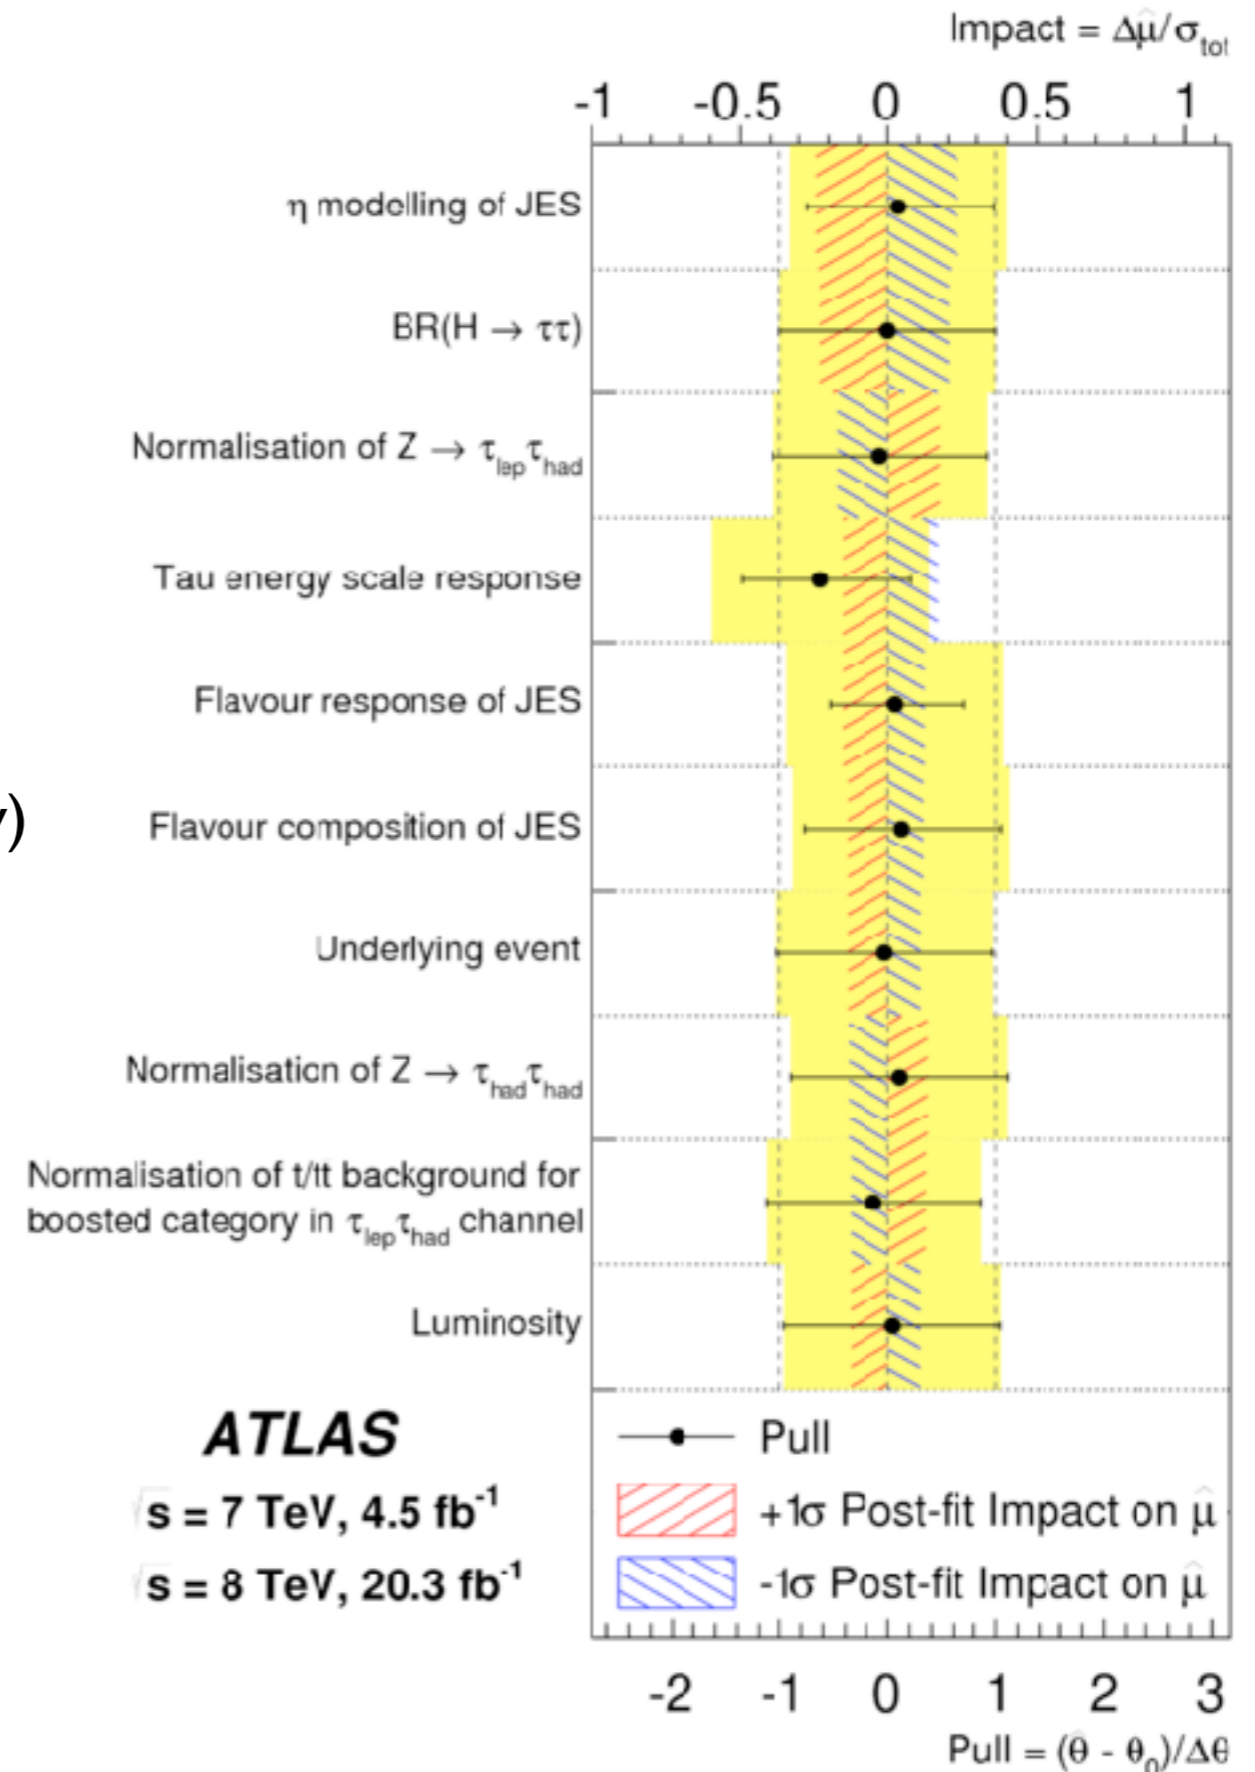 Impact = Δμ̂/σ_tot
-1 -0.5 0 0.5 1
η modelling of JES
BR(H → ττ)
Normalisation of Z → τ_lep τ_had
Tau energy scale response
Flavour response of JES
)
Flavour composition of JES
Underlying event
Normalisation of Z → τ_had τ_had
Normalisation of t/tt background for
boosted category in τ_lep τ_had channel
Luminosity
ATLAS
√s = 7 TeV, 4.5 fb⁻¹
√s = 8 TeV, 20.3 fb⁻¹
Pull
+1σ Post-fit Impact on μ̂
-1σ Post-fit Impact on μ̂
-2 -1 0 1 2 3
Pull = (θ̂ - θ₀)/Δθ